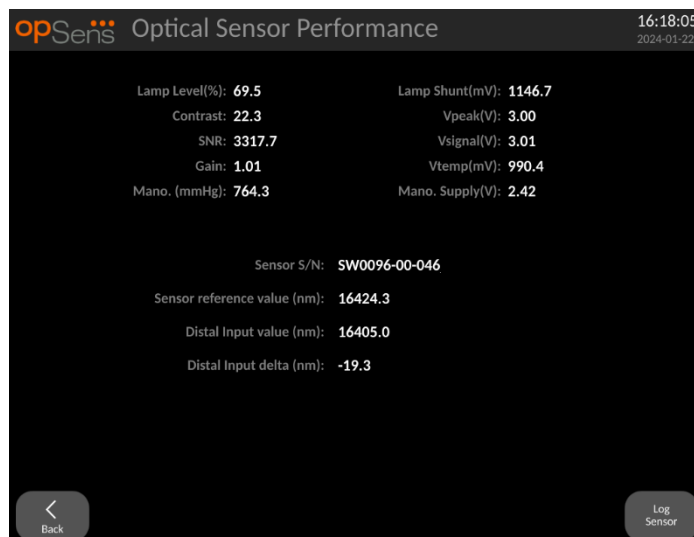 opSens Optical Sensor Performance 16:18:05
2024-01-22
Lamp Level(%): 69.5 Lamp Shunt(mV): 1146.7
Contrast: 22.3 Vpeak(V): 3.00
SNR: 3317.7 Vsignal(V): 3.01
Gain: 1.01 Vtemp(mV): 990.4
Mano. (mmHg): 764.3 Mano. Supply(V): 2.42
Sensor S/N: SW0096-00-046
Sensor reference value (nm): 16424.3
Distal Input value (nm): 16405.0
Distal Input delta (nm): -19.3
Back
Log
Sensor